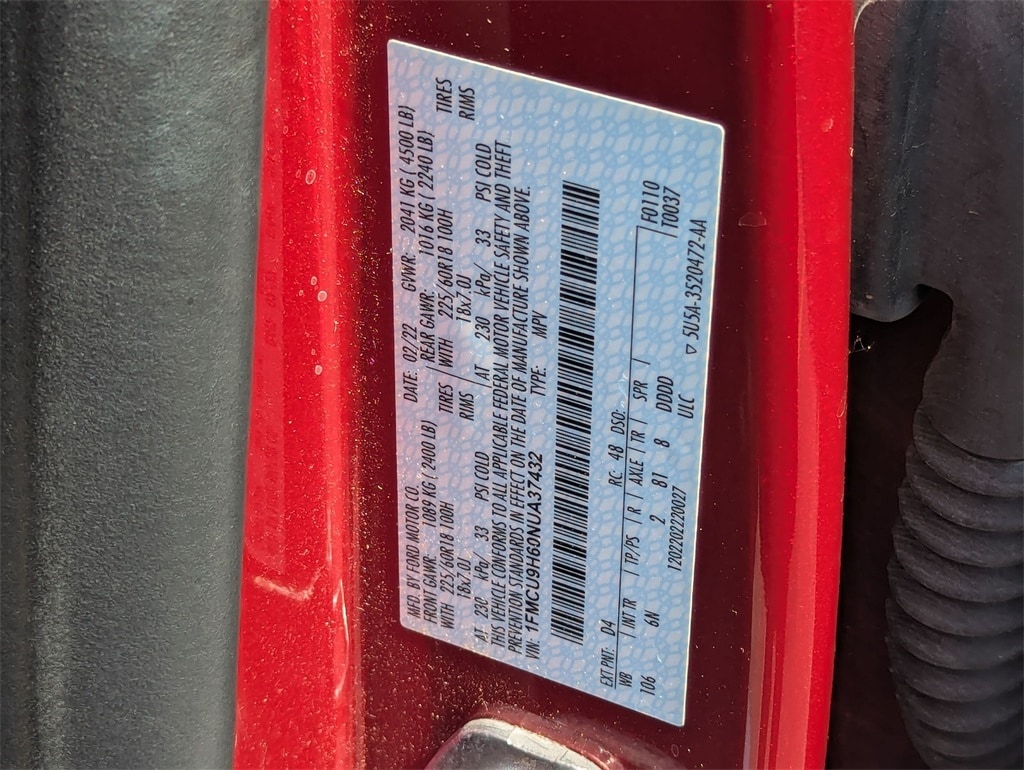 MFD. BY FORD MOTOR CO. DATE: 02/22 GVWR: 2041 KG ( 4500 LB)
FRONT GAWR: 1089 KG ( 2400 LB) REAR GAWR: 1016 KG ( 2240 LB)
WITH 225/60R18 100H TIRES WITH 225/60R18 100H TIRES
18x7.0J RIMS 18x7.0J RIMS
AT 230 kPa/ 33 PSI COLD AT 230 kPa/ 33 PSI COLD
THIS VEHICLE CONFORMS TO ALL APPLICABLE FEDERAL MOTOR VEHICLE SAFETY AND THEFT
PREVENTION STANDARDS IN EFFECT ON THE DATE OF MANUFACTURE SHOWN ABOVE.
VIN: 1FMCU9H60NUA37432 TYPE: MPV
EXT PNT: D4 RC: 48 DSO: F0110
WB / INT TR / TP/PS / R / AXLE / TR / SPR / T0037
106 6N 2 B1 8 DDDD ▽ 5U5A-3520472-AA
1202202220027 ULC